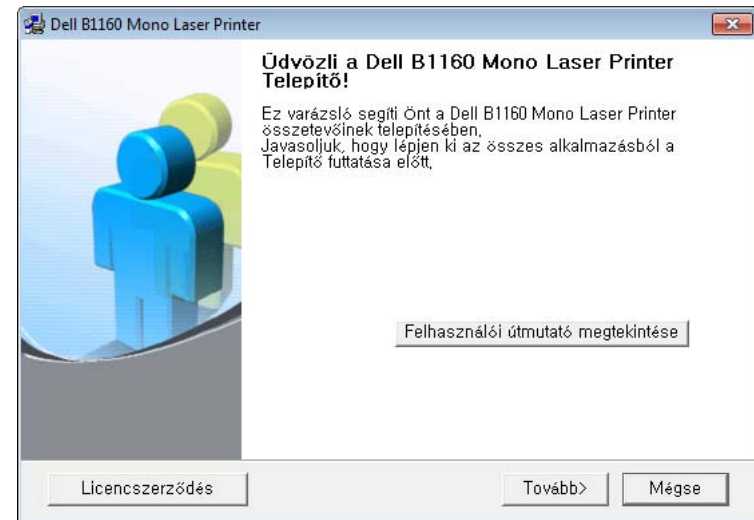 Dell B1160 Mono Laser Printer
Üdvözli a Dell B1160 Mono Laser Printer
Telepítő!
Ez varázsló segíti Önt a Dell B1160 Mono Laser Printer
összetevőinek telepítésében,
Javasoljuk, hogy lépjen ki az összes alkalmazásból a
Telepítő futtatása előtt,
Felhasználói útmutató megtekintése
Licencszerződés
Tovább>
Mégse